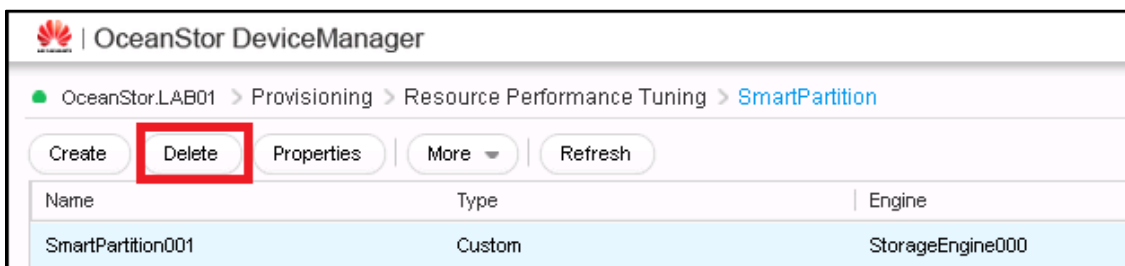 | OceanStor DeviceManager
OceanStor.LAB01 > Provisioning > Resource Performance Tuning > SmartPartition
Create Delete Properties More Refresh
Name Type Engine
SmartPartition001 Custom StorageEngine000